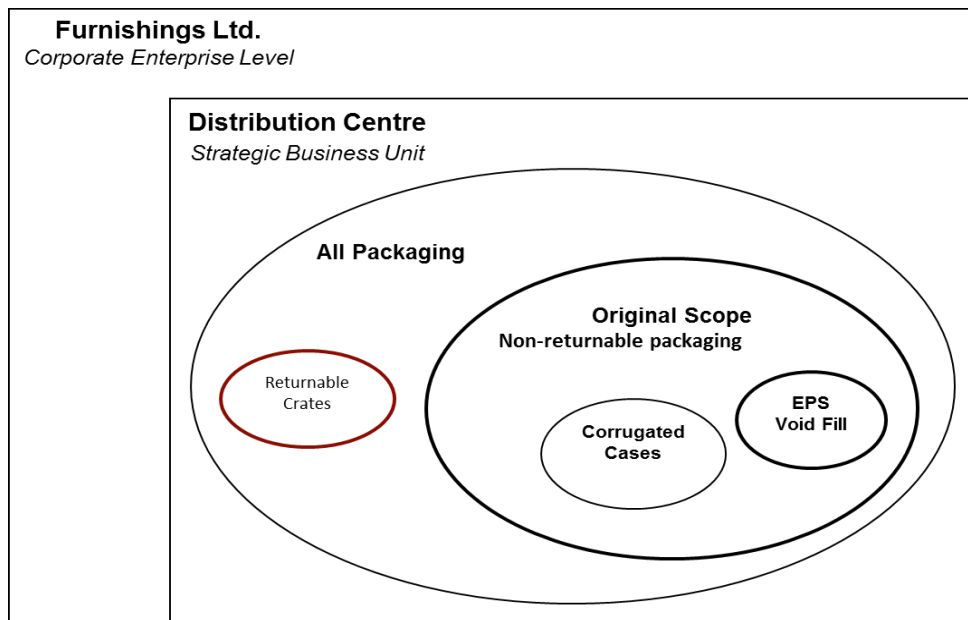 Furnishings Ltd.
Corporate Enterprise Level
Distribution Centre
Strategic Business Unit
All Packaging
Original Scope
Non-returnable packaging
Returnable
Crates
Corrugated
Cases
EPS
Void Fill